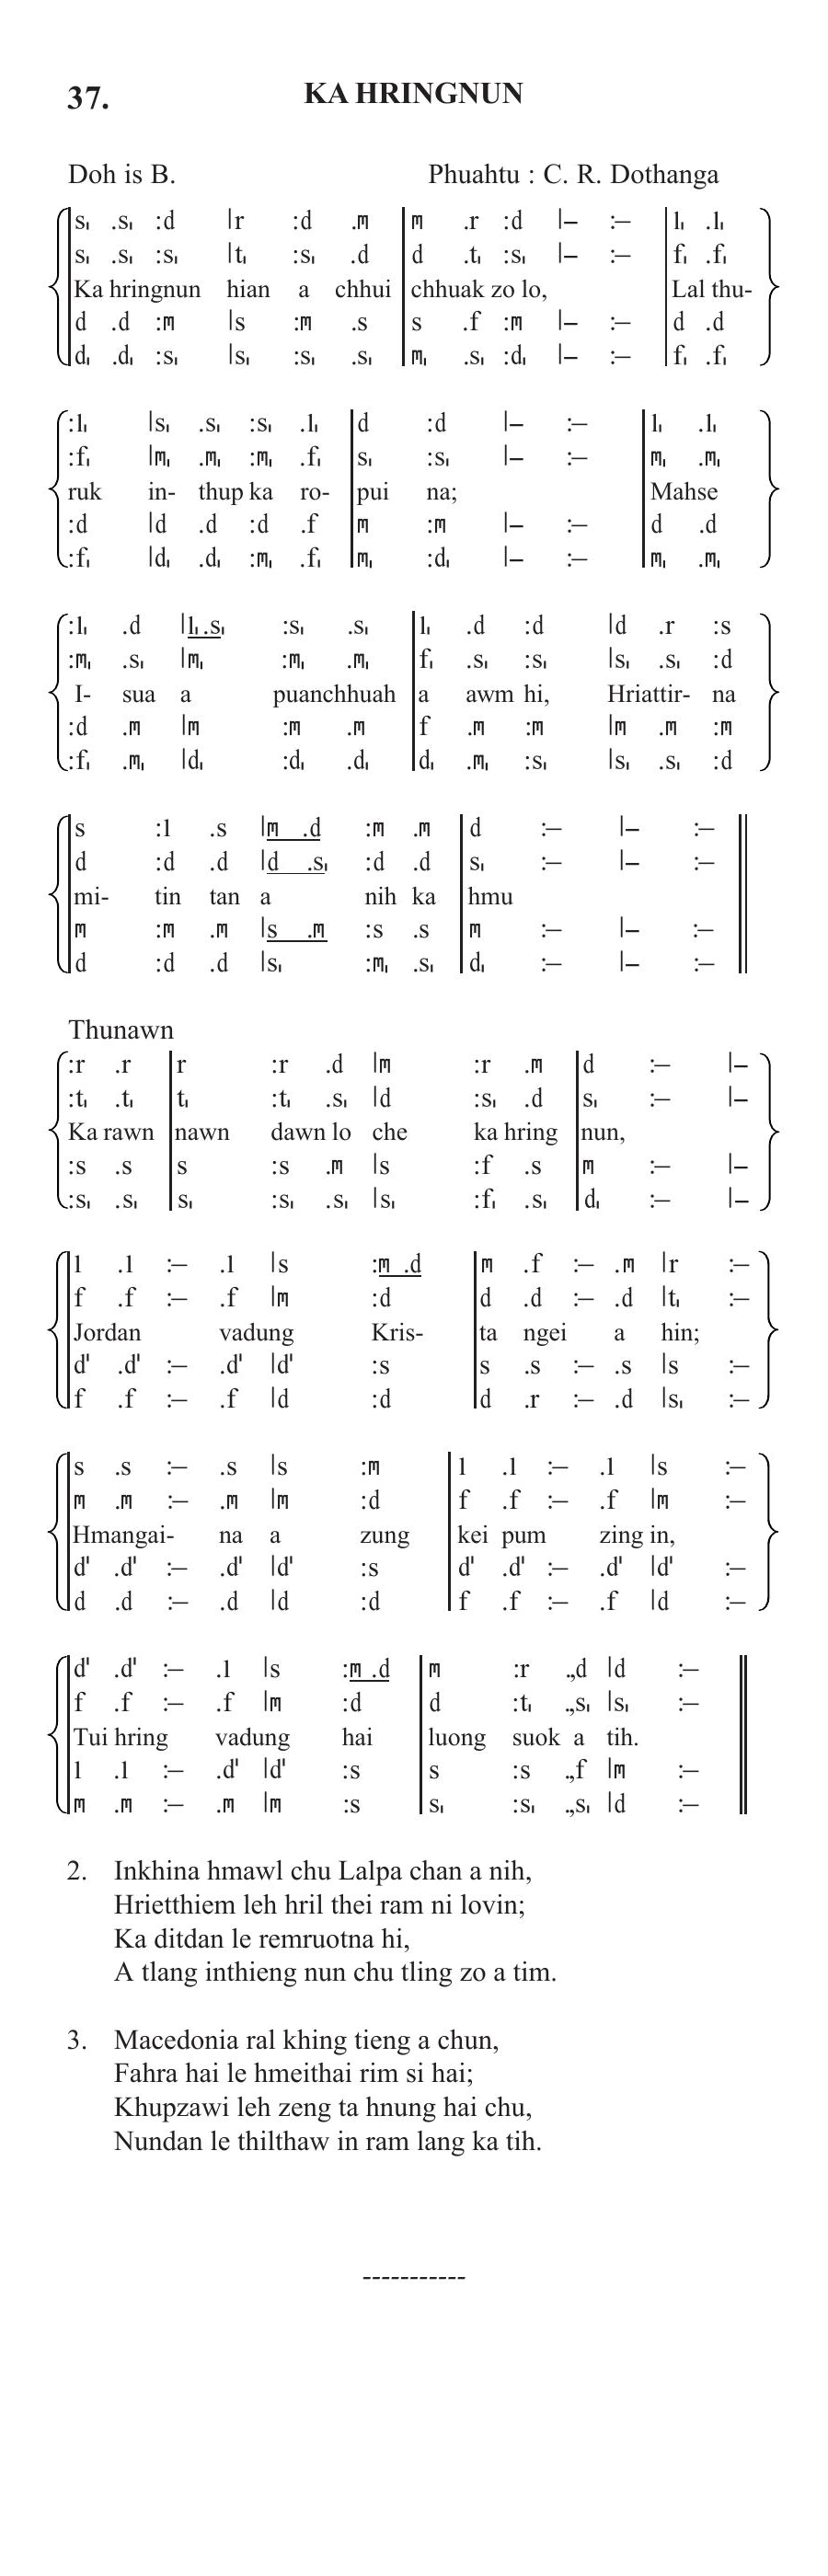 37. KA HRINGNUN
Doh is B. Phuahtu : C. R. Dothanga
s₁ .s₁ :d |r :d .m | m .r :d |– :– | l₁ .l₁
s₁ .s₁ :s₁ |t₁ :s₁ .d | d .t₁ :s₁ |– :– | f₁ .f₁
Ka hringnun hian a chhui chhuak zo lo, Lal thu-
d .d :m |s :m .s | s .f :m |– :– | d .d
d₁ .d₁ :s₁ |s₁ :s₁ .s₁ | m₁ .s₁ :d₁ |– :– | f₁ .f₁
:l₁ |s₁ .s₁ :s₁ .l₁ | d :d |– :– | l₁ .l₁
:f₁ |m₁ .m₁ :m₁ .f₁ | s₁ :s₁ |– :– | m₁ .m₁
ruk in- thup ka ro- pui na; Mahse
:d |d .d :d .f | m :m |– :– | d .d
:f₁ |d₁ .d₁ :m₁ .f₁ | m₁ :d₁ |– :– | m₁ .m₁
:l₁ .d |l₁.s₁ :s₁ .s₁ | l₁ .d :d |d .r :s
:m₁ .s₁ |m₁ :m₁ .m₁ | f₁ .s₁ :s₁ |s₁ .s₁ :d
I- sua a puanchhuah a awm hi, Hriattir- na
:d .m |m :m .m | f .m :m |m .m :m
:f₁ .m₁ |d₁ :d₁ .d₁ | d₁ .m₁ :s₁ |s₁ .s₁ :d
s :l .s |m .d :m .m | d :– |– :–
d :d .d |d .s₁ :d .d | s₁ :– |– :–
mi- tin tan a nih ka hmu
m :m .m |s .m :s .s | m :– |– :–
d :d .d |s₁ :m₁ .s₁ | d₁ :– |– :–
Thunawn
:r .r | r :r .d |m :r .m | d :– |–
:t₁ .t₁ | t₁ :t₁ .s₁ |d :s₁ .d | s₁ :– |–
Ka rawn nawn dawn lo che ka hring nun,
:s .s | s :s .m |s :f .s | m :– |–
:s₁ .s₁ | s₁ :s₁ .s₁ |s₁ :f₁ .s₁ | d₁ :– |–
l .l :– .l |s :m .d | m .f :– .m |r :–
f .f :– .f |m :d | d .d :– .d |t₁ :–
Jordan vadung Kris- ta ngei a hin;
d' .d' :– .d' |d' :s | s .s :– .s |s :–
f .f :– .f |d :d | d .r :– .d |s₁ :–
s .s :– .s |s :m | l .l :– .l |s :–
m .m :– .m |m :d | f .f :– .f |m :–
Hmangai- na a zung kei pum zing in,
d' .d' :– .d' |d' :s | d' .d' :– .d' |d' :–
d .d :– .d |d :d | f .f :– .f |d :–
d' .d' :– .l |s :m .d | m :r .,d |d :–
f .f :– .f |m :d | d :t₁ .,s₁ |s₁ :–
Tui hring vadung hai luong suok a tih.
l .l :– .d' |d' :s | s :s .,f |m :–
m .m :– .m |m :s | s₁ :s₁ .,s₁ |d :–
2. Inkhina hmawl chu Lalpa chan a nih,
Hrietthiem leh hril thei ram ni lovin;
Ka ditdan le remruotna hi,
A tlang inthieng nun chu tling zo a tim.
3. Macedonia ral khing tieng a chun,
Fahra hai le hmeithai rim si hai;
Khupzawi leh zeng ta hnung hai chu,
Nundan le thilthaw in ram lang ka tih.
-----------